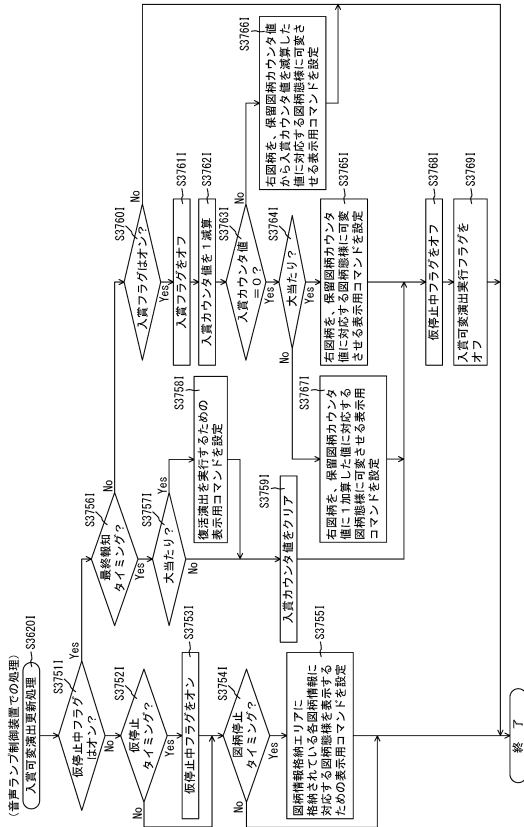 (音声ランプ制御装置での処理)
入賞可変演出更新処理
S3620I
S3751I
仮停止中フラグ
はオン?
Yes
No
S3752I
仮停止
タイミング?
Yes
No
S3753I
仮停止中フラグをオン
S3754I
図柄停止
タイミング?
Yes
No
S3755I
図柄情報格納エリアに
格納されている各図柄情報に
対応する図柄態様を表示する
ための表示用コマンドを設定
S3756I
最終報知
タイミング?
Yes
No
S3757I
大当たり?
Yes
No
S3758I
復活演出を実行するための
表示用コマンドを設定
S3759I
入賞カウンタ値をクリア
S3760I
入賞フラグはオン?
Yes
No
S3761I
入賞フラグをオフ
S3762I
入賞カウンタ値を1減算
S3763I
入賞カウンタ値
=0?
Yes
No
S3764I
大当たり?
Yes
No
S3765I
右図柄を、保留図柄カウンタ
値に対応する図柄態様に可変
させる表示用コマンドを設定
S3766I
右図柄を、保留図柄カウンタ値
から入賞カウンタ値を減算した
値に対応する図柄態様に可変さ
せる表示用コマンドを設定
S3767I
右図柄を、保留図柄カウンタ
値に1加算した値に対応する
図柄態様に可変させる表示用
コマンドを設定
S3768I
仮停止中フラグをオフ
S3769I
入賞可変演出実行フラグを
オフ
終了